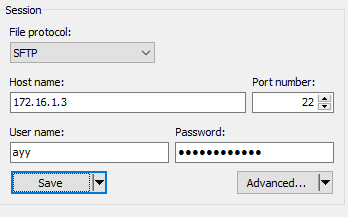 Session
File protocol:
SFTP
Host name: Port number:
172.16.1.3 22
User name: Password:
ayy ●●●●●●●●●●●●
Save Advanced...